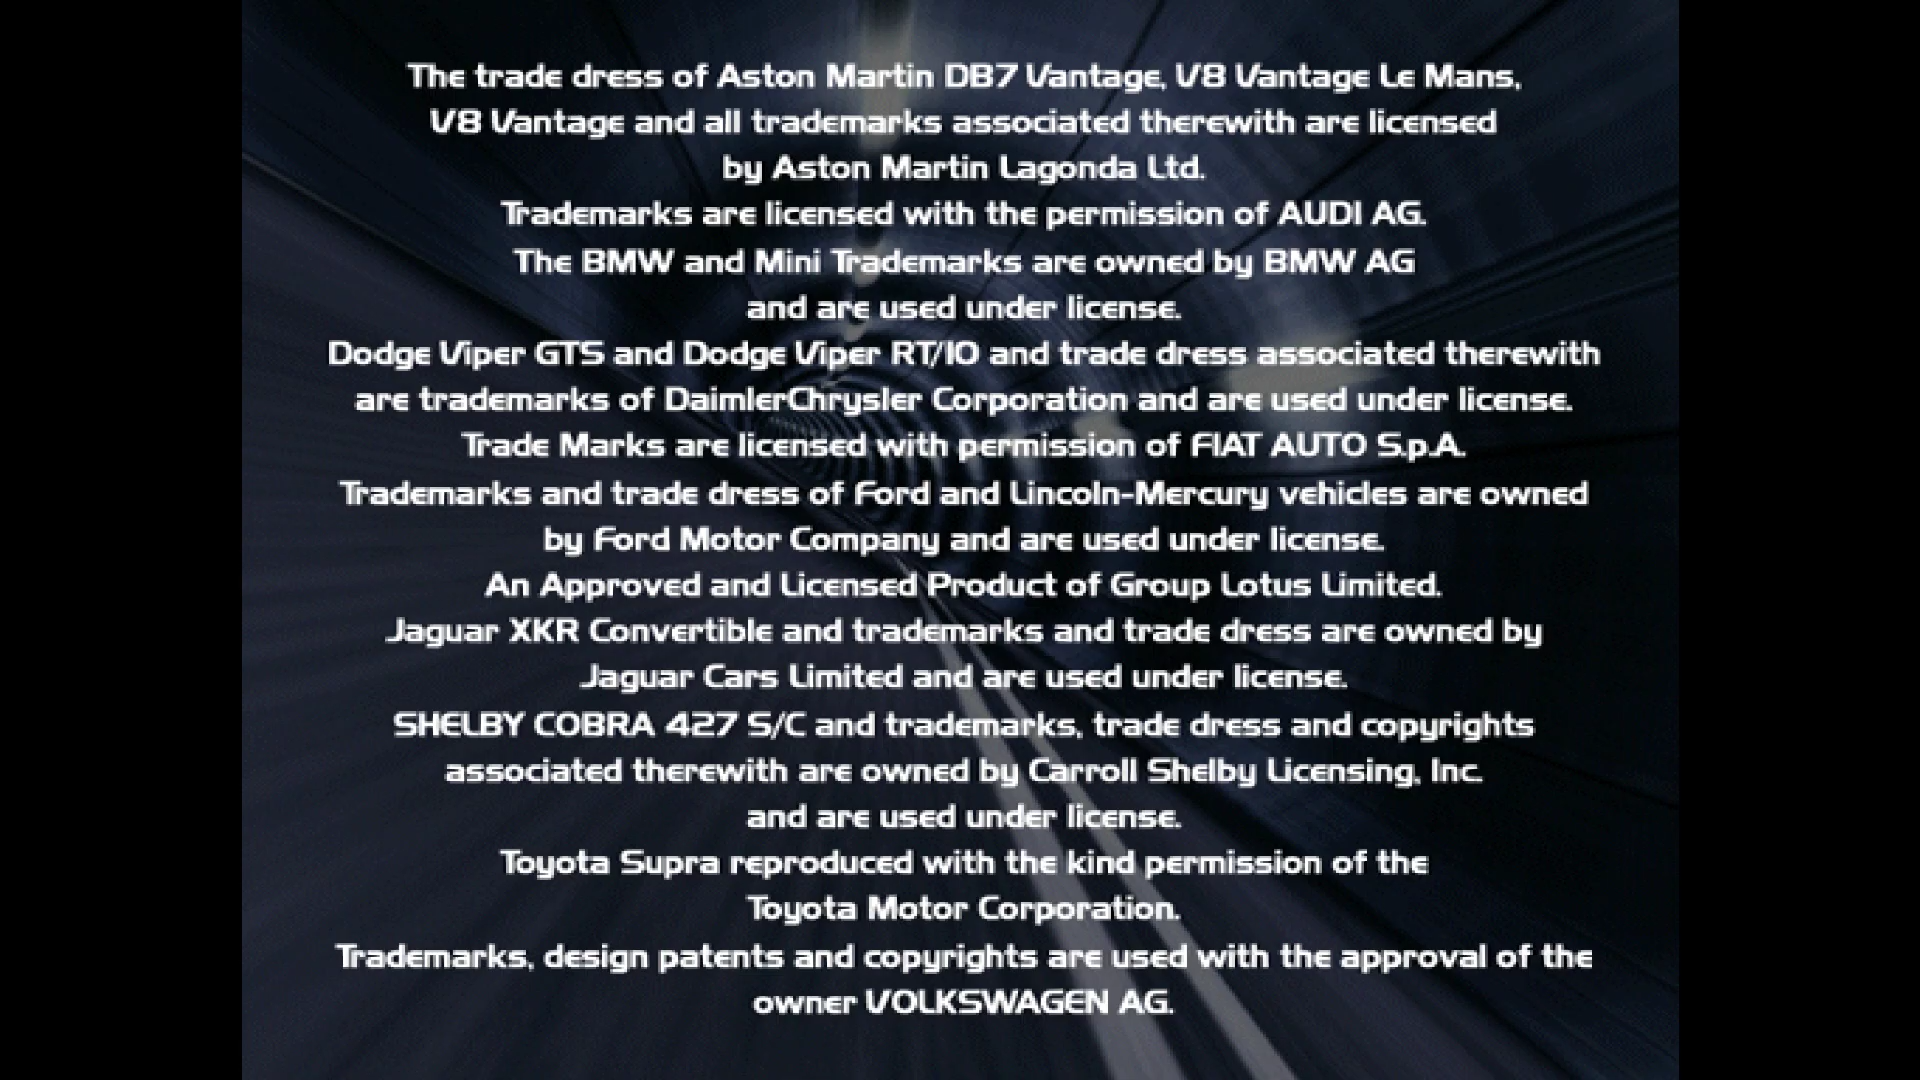 The trade dress of Aston Martin DB7 Vantage, V8 Vantage Le Mans,
V8 Vantage and all trademarks associated therewith are licensed
by Aston Martin Lagonda Ltd.
Trademarks are licensed with the permission of AUDI AG.
The BMW and Mini Trademarks are owned by BMW AG
and are used under license.
Dodge Viper GTS and Dodge Viper RT/10 and trade dress associated therewith
are trademarks of DaimlerChrysler Corporation and are used under license.
Trade Marks are licensed with permission of FIAT AUTO S.p.A.
Trademarks and trade dress of Ford and Lincoln-Mercury vehicles are owned
by Ford Motor Company and are used under license.
An Approved and Licensed Product of Group Lotus Limited.
Jaguar XKR Convertible and trademarks and trade dress are owned by
Jaguar Cars Limited and are used under license.
SHELBY COBRA 427 S/C and trademarks, trade dress and copyrights
associated therewith are owned by Carroll Shelby Licensing, Inc.
and are used under license.
Toyota Supra reproduced with the kind permission of the
Toyota Motor Corporation.
Trademarks, design patents and copyrights are used with the approval of the
owner VOLKSWAGEN AG.